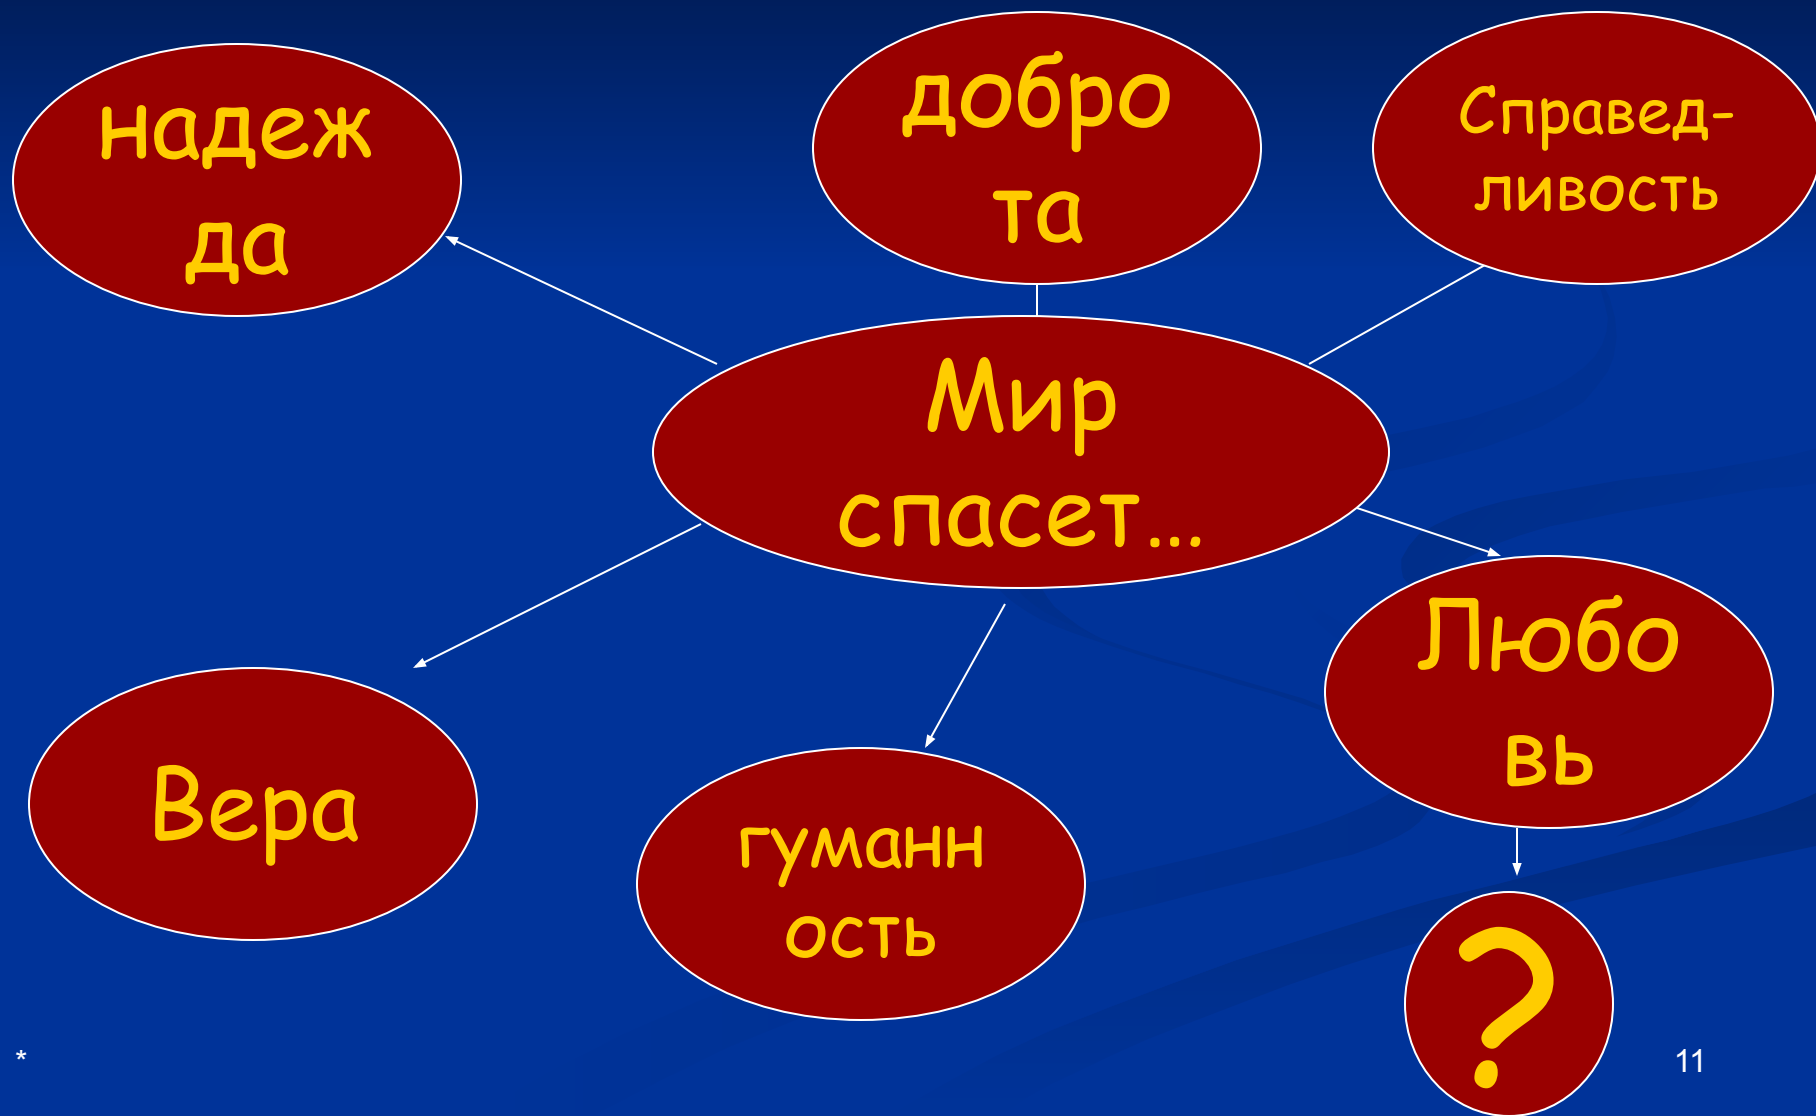 надеж
да
добро
та
Справед-
ливость
Мир
спасет...
Любо
вь
Вера
гуманн
ость
?
*
11